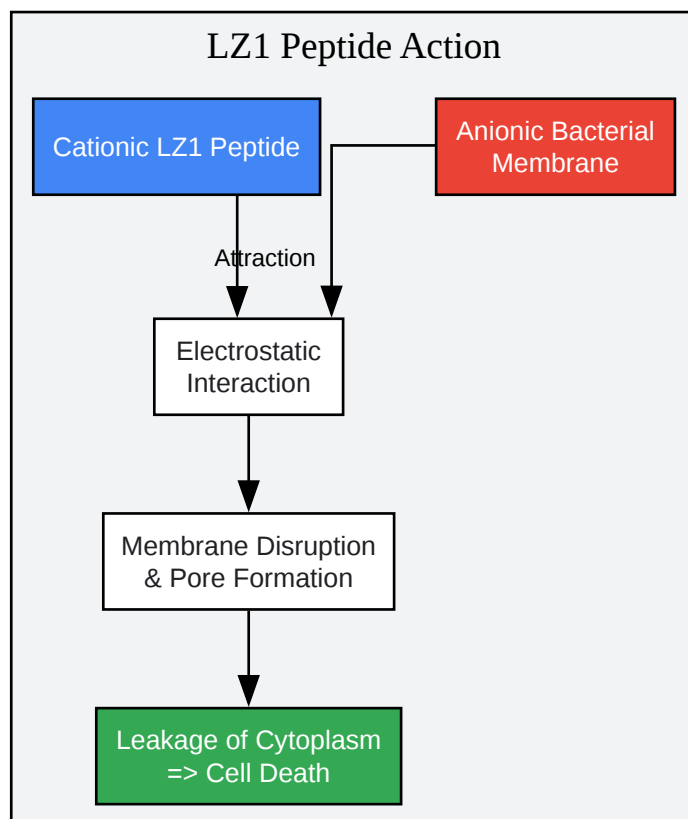 LZ1 Peptide Action
Cationic LZ1 Peptide
Anionic Bacterial
Membrane
Attraction
Electrostatic
Interaction
Membrane Disruption
& Pore Formation
Leakage of Cytoplasm
=> Cell Death